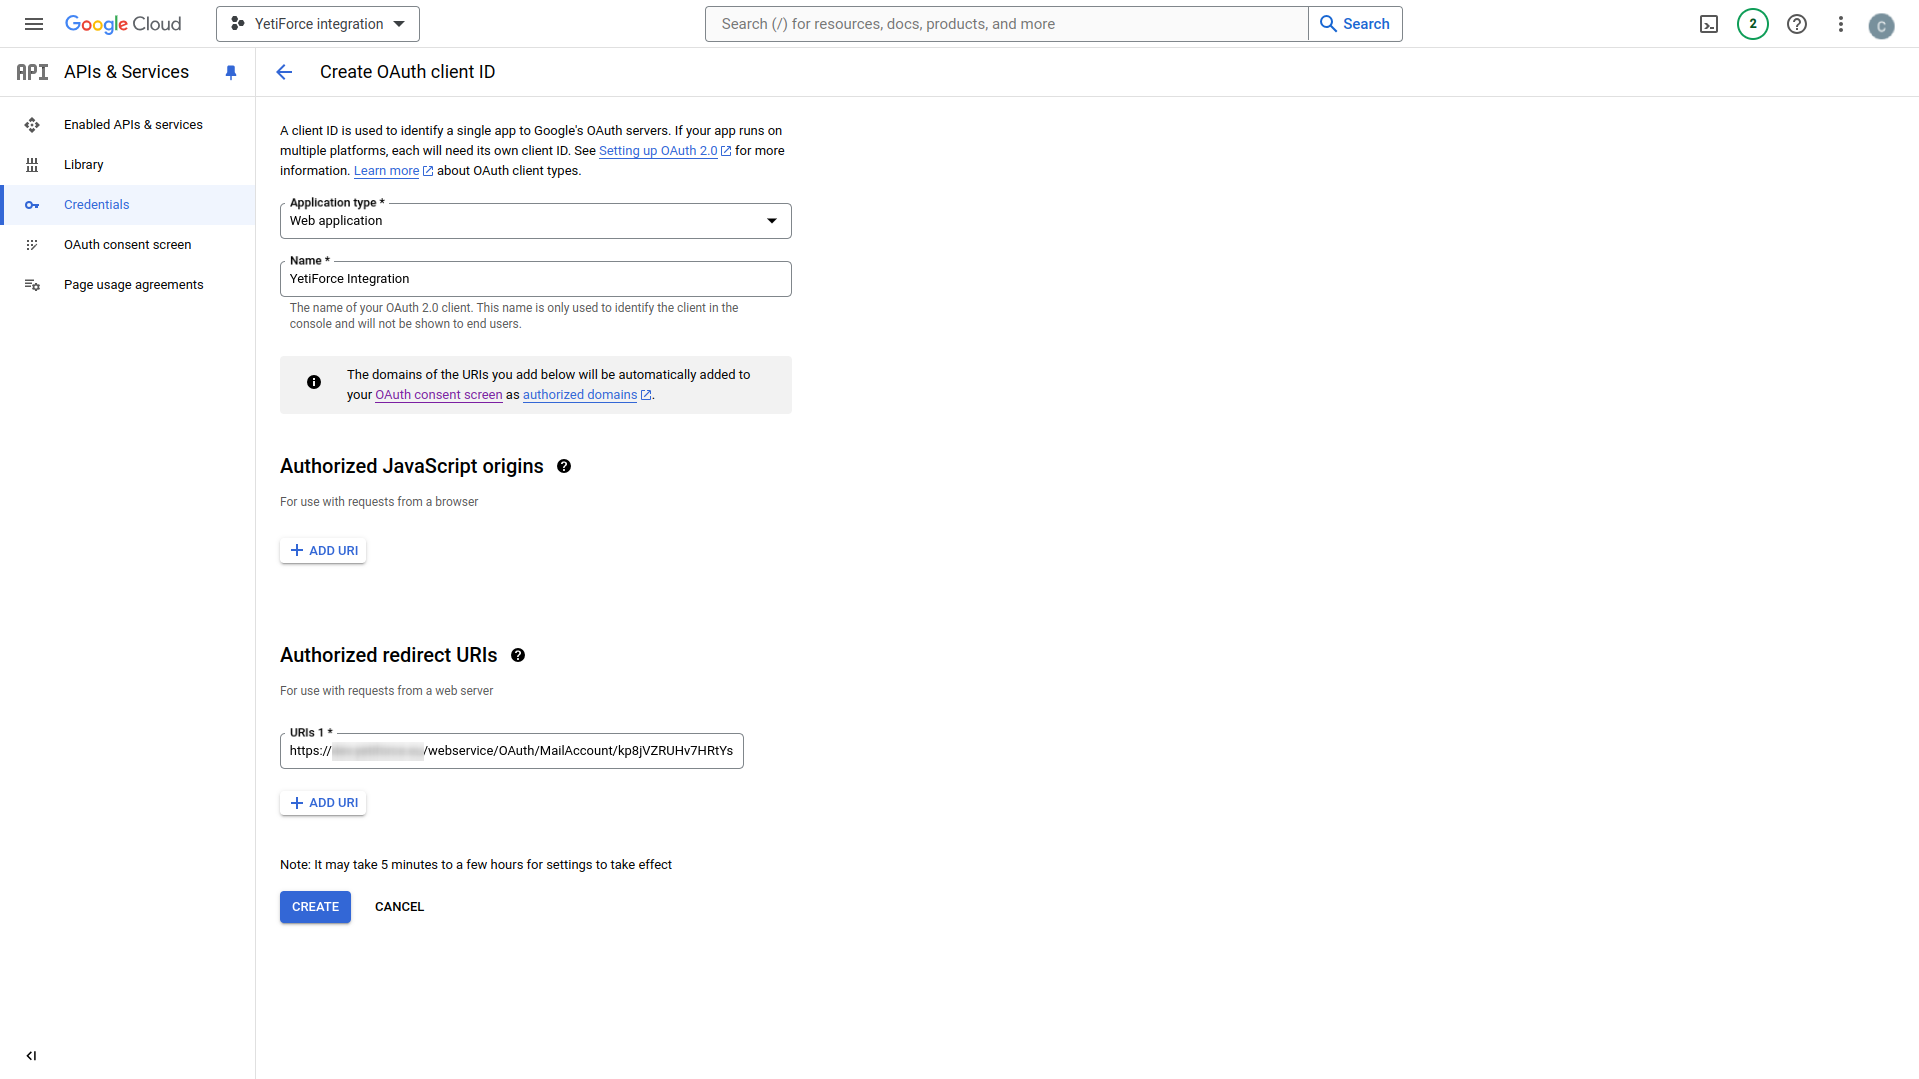 Google Cloud
YetiForce integration
Search (/) for resources, docs, products, and more
Search
2
C
API
APIs & Services
Create OAuth client ID
Enabled APIs & services
Library
Credentials
OAuth consent screen
Page usage agreements
A client ID is used to identify a single app to Google's OAuth servers. If your app runs on
multiple platforms, each will need its own client ID. See Setting up OAuth 2.0 for more
information. Learn more about OAuth client types.
Application type *
Web application
Name *
YetiForce Integration
The name of your OAuth 2.0 client. This name is only used to identify the client in the
console and will not be shown to end users.
The domains of the URIs you add below will be automatically added to
your OAuth consent screen as authorized domains.
Authorized JavaScript origins
For use with requests from a browser
ADD URI
Authorized redirect URIs
For use with requests from a web server
URIs 1 *
https:// /webservice/OAuth/MailAccount/kp8jVZRUHv7HRtYs
ADD URI
Note: It may take 5 minutes to a few hours for settings to take effect
CREATE
CANCEL